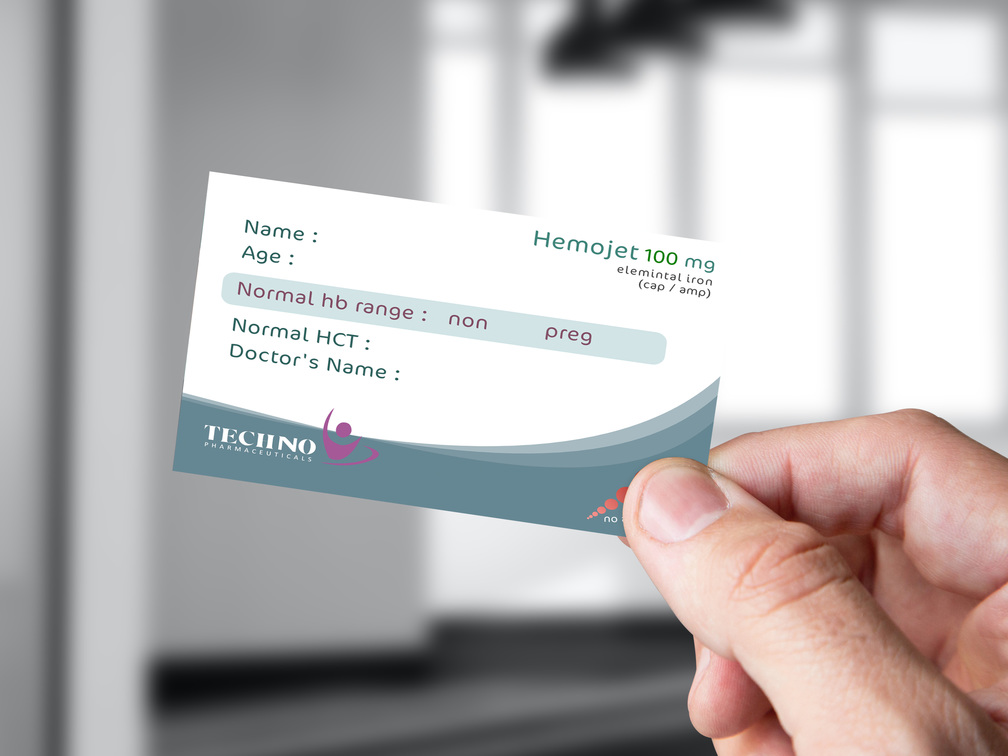 Name :
Age :
Hemojet 100 mg
elemintal iron
(cap / amp)
Normal hb range : non preg
Normal HCT :
Doctor's Name :
TECHNO
PHARMACEUTICALS
no